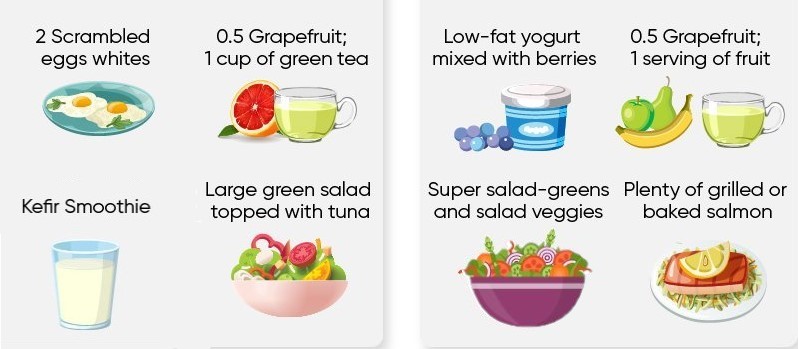 2 Scrambled
eggs whites
0.5 Grapefruit;
1 cup of green tea
Low-fat yogurt
mixed with berries
0.5 Grapefruit;
1 serving of fruit
Kefir Smoothie
Large green salad
topped with tuna
Super salad-greens
and salad veggies
Plenty of grilled or
baked salmon